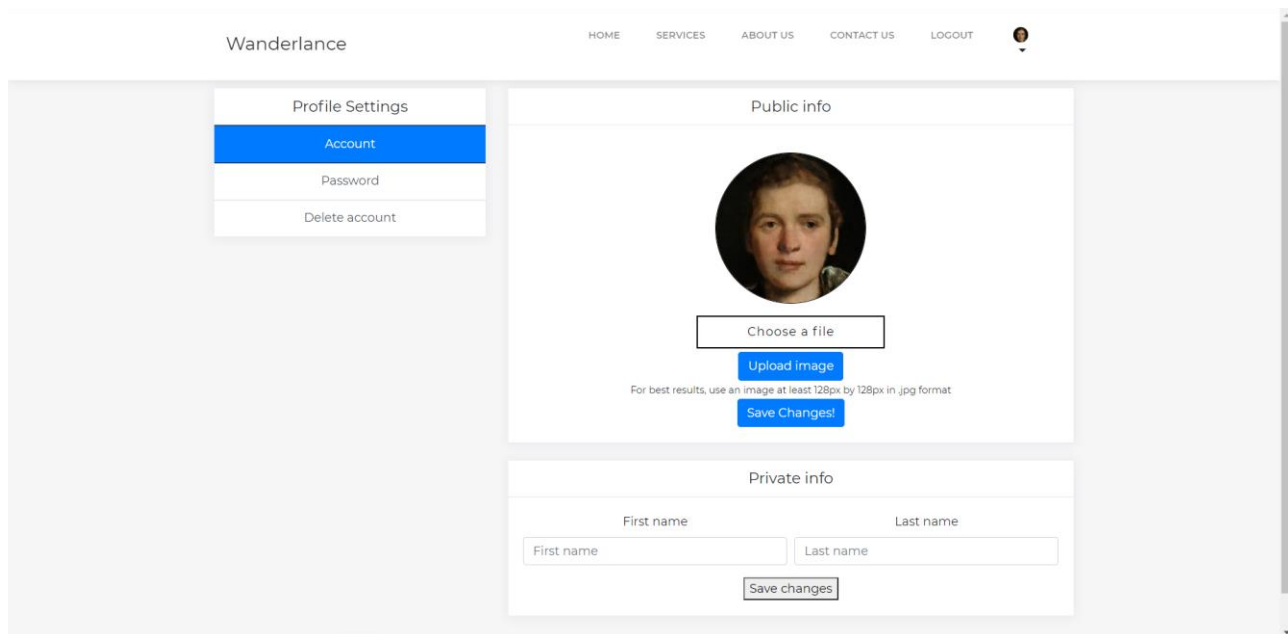 Wanderlance
HOME SERVICES ABOUT US CONTACT US LOGOUT
Profile Settings
Account
Password
Delete account
Public info
Choose a file
Upload image
For best results, use an image at least 128px by 128px in .jpg format
Save Changes!
Private info
First name Last name
First name Last name
Save changes